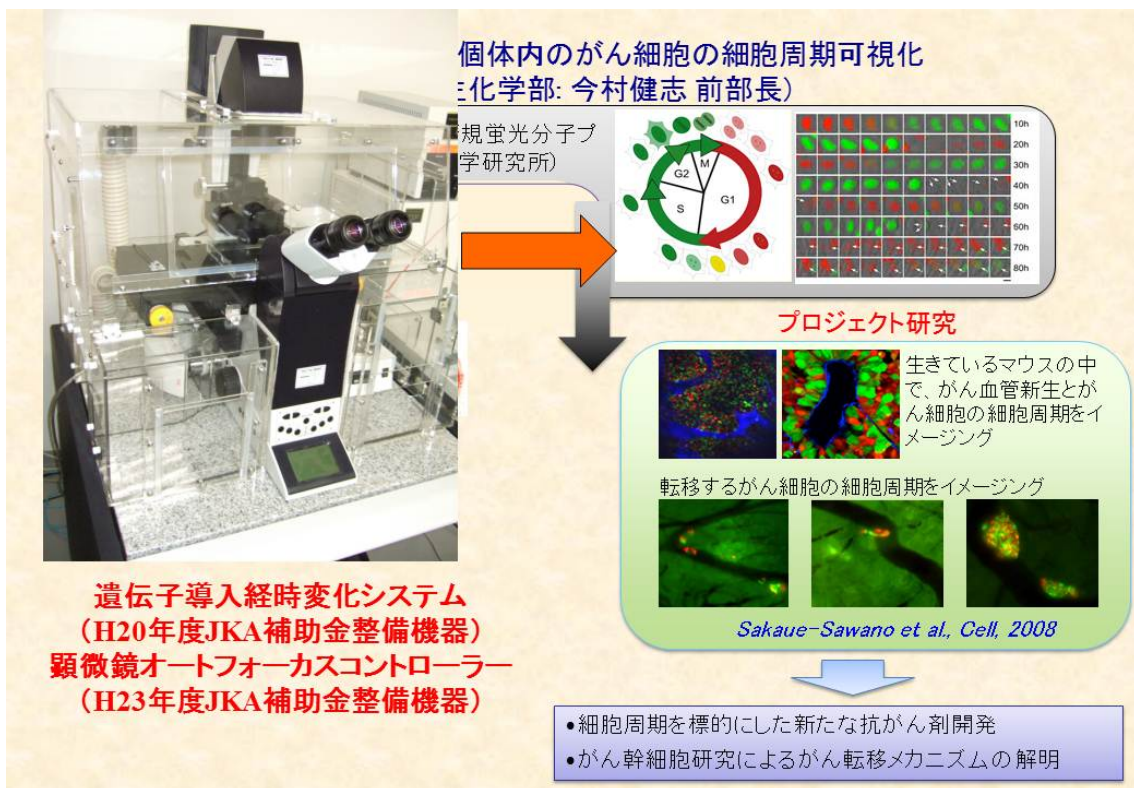 個体内のがん細胞の細胞周期可視化
生化学部: 今村健志 前部長)
規蛍光分子プ
学研究所)
M
G2
G1
S
10h
20h
30h
40h
50h
60h
70h
80h
プロジェクト研究
生きているマウスの中
で、がん血管新生とが
ん細胞の細胞周期をイ
メージング
転移するがん細胞の細胞周期をイメージング
Sakaue-Sawano et al., Cell, 2008
遺伝子導入経時変化システム
(H20年度JKA補助金整備機器)
顕微鏡オートフォーカスコントローラー
(H23年度JKA補助金整備機器)
●細胞周期を標的にした新たな抗がん剤開発
●がん幹細胞研究によるがん転移メカニズムの解明